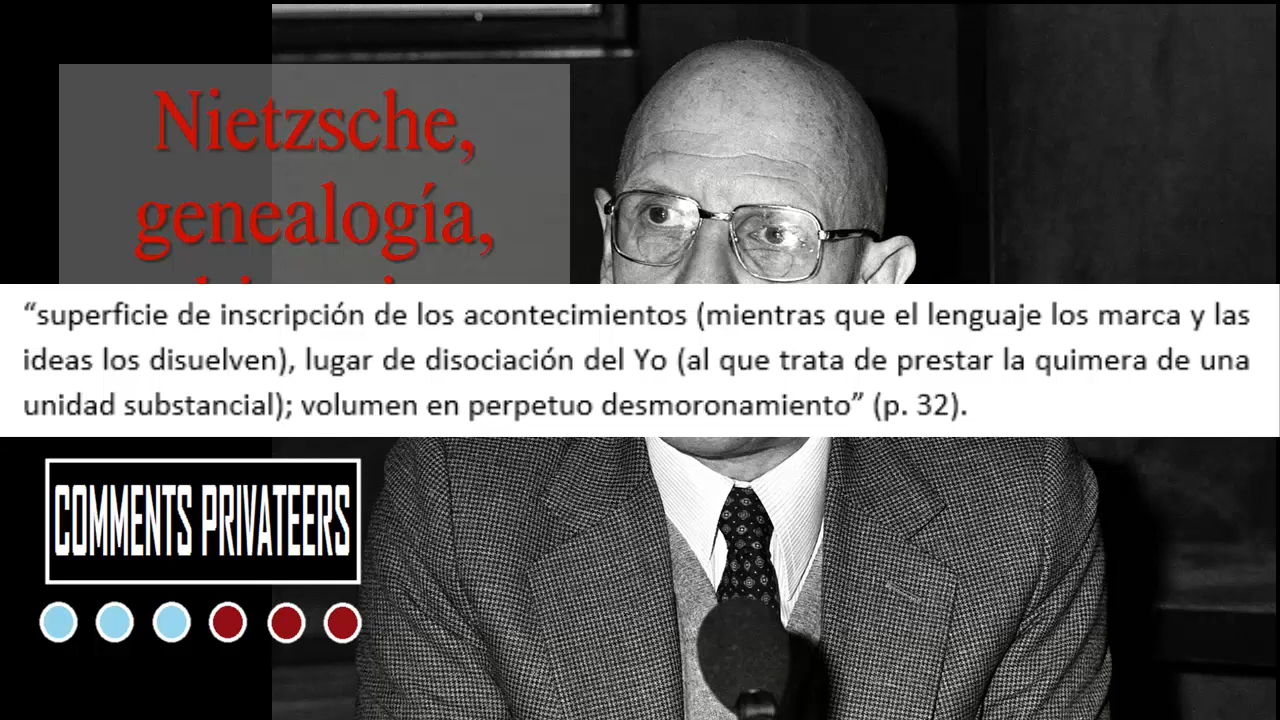 Nietzsche,
genealogía,
“superficie de inscripción de los acontecimientos (mientras que el lenguaje los marca y las
ideas los disuelven), lugar de disociación del Yo (al que trata de prestar la quimera de una
unidad substancial); volumen en perpetuo desmoronamiento” (p. 32).
COMMENTS PRIVATEERS